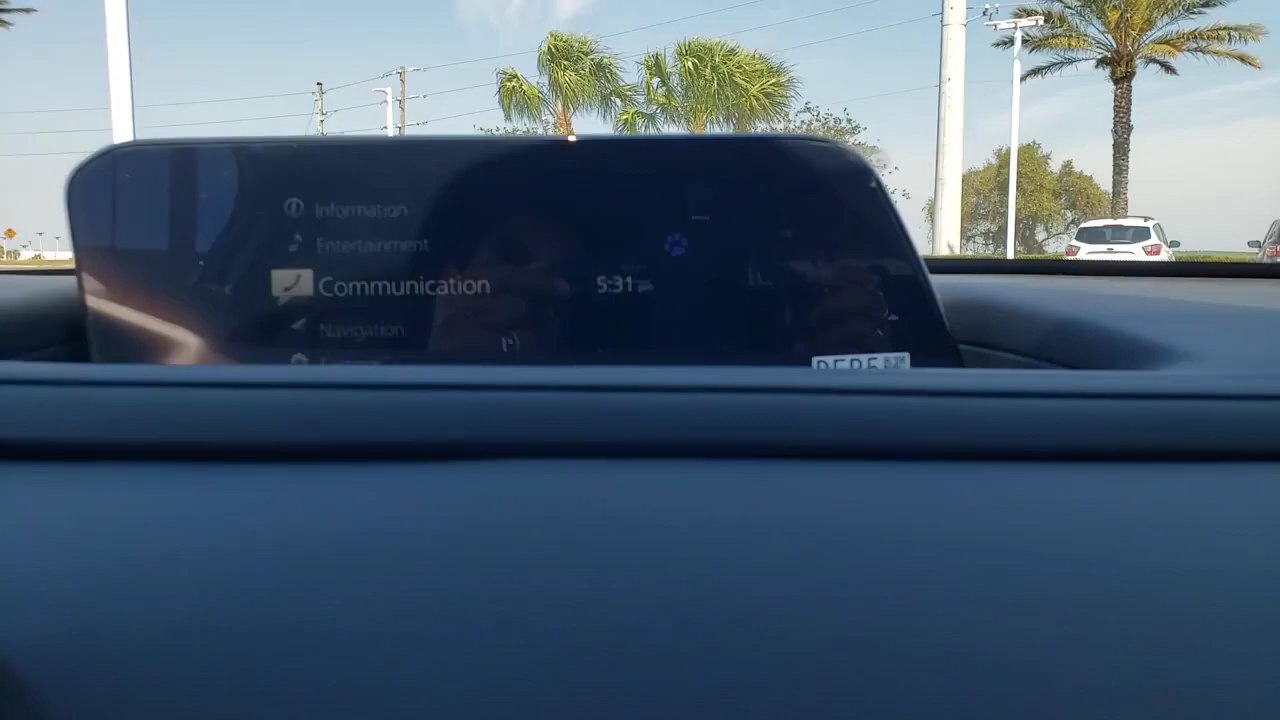 Information
Entertainment
Communication
5:31
Navigation